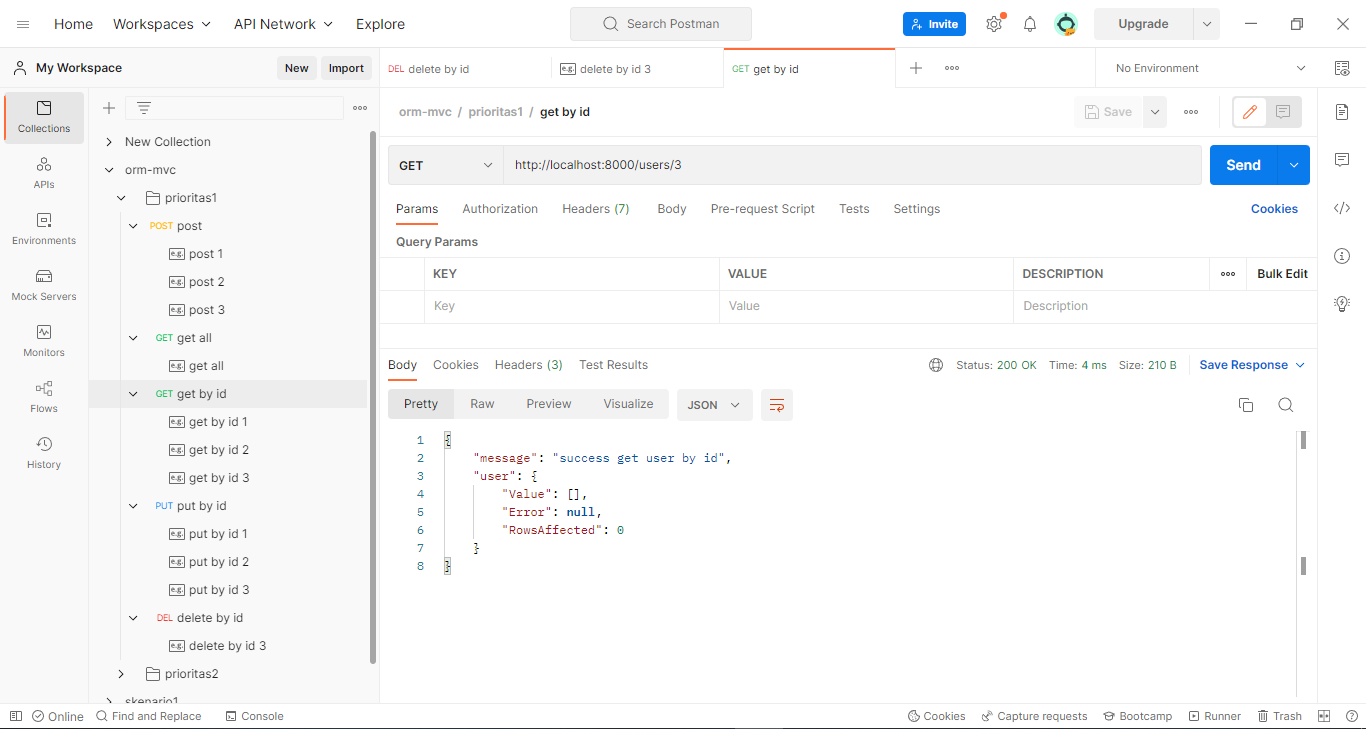 Home Workspaces API Network Explore Search Postman Invite Upgrade
My Workspace New Import DEL delete by id e.g. delete by id 3 GET get by id No Environment
Collections
APIs
Environments
Mock Servers
Monitors
Flows
History
New Collection
orm-mvc
prioritas1
POST post
e.g. post 1
e.g. post 2
e.g. post 3
GET get all
e.g. get all
GET get by id
e.g. get by id 1
e.g. get by id 2
e.g. get by id 3
PUT put by id
e.g. put by id 1
e.g. put by id 2
e.g. put by id 3
DEL delete by id
e.g. delete by id 3
prioritas2
skenario1
orm-mvc / prioritas1 / get by id Save
GET http://localhost:8000/users/3 Send
Params Authorization Headers (7) Body Pre-request Script Tests Settings Cookies
Query Params
KEY VALUE DESCRIPTION Bulk Edit
Key Value Description
Body Cookies Headers (3) Test Results Status: 200 OK Time: 4 ms Size: 210 B Save Response
Pretty Raw Preview Visualize JSON
1 {
2 "message": "success get user by id",
3 "user": {
4 "Value": [],
5 "Error": null,
6 "RowsAffected": 0
7 }
8 }
Online Find and Replace Console Cookies Capture requests Bootcamp Runner Trash